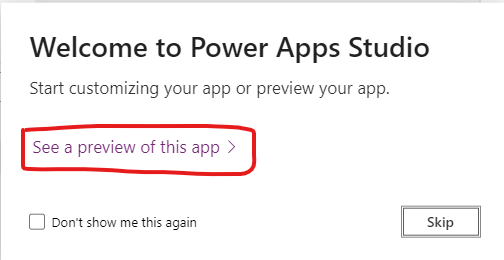 Welcome to Power Apps Studio
Start customizing your app or preview your app.
See a preview of this app >
Don't show me this again
Skip